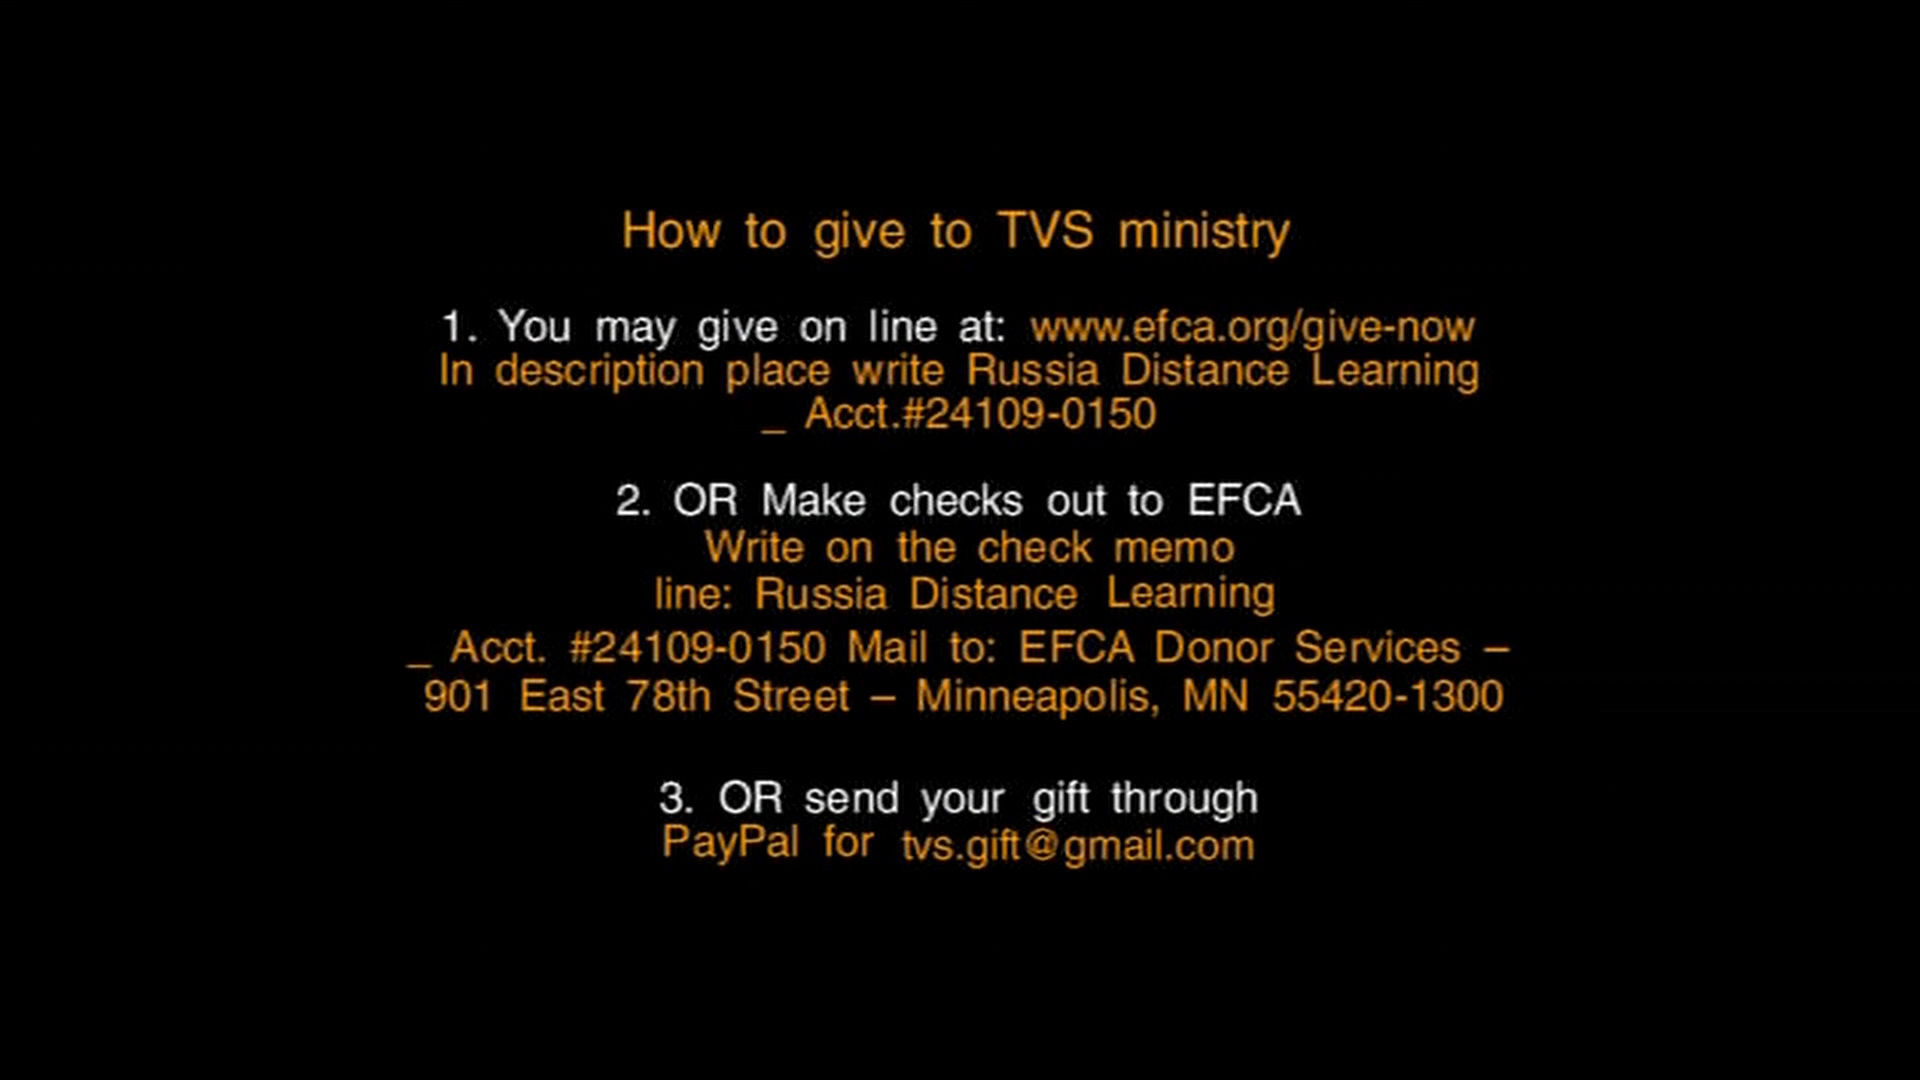 How to give to TVS ministry
1. You may give on line at: www.efca.org/give-now
In description place write Russia Distance Learning
_ Acct.#24109-0150
2. OR Make checks out to EFCA
Write on the check memo
line: Russia Distance Learning
_ Acct. #24109-0150 Mail to: EFCA Donor Services –
901 East 78th Street – Minneapolis, MN 55420-1300
3. OR send your gift through
PayPal for tvs.gift@gmail.com